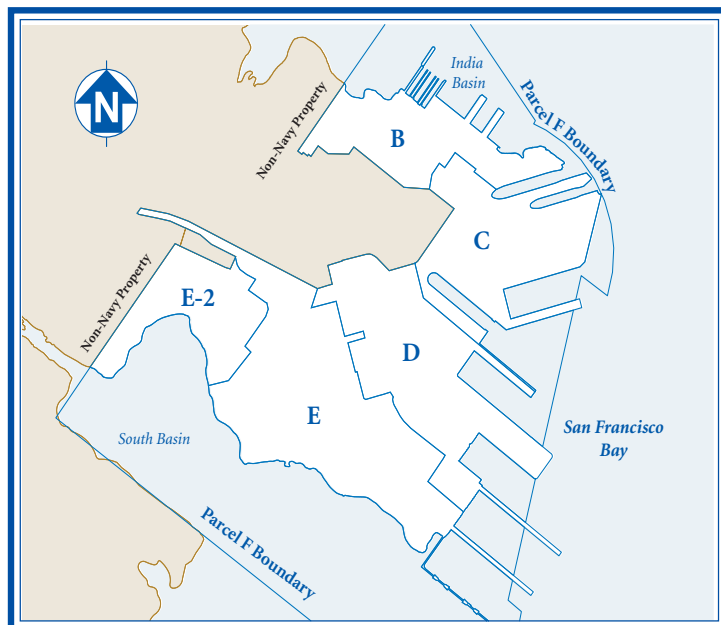 India
Basin
N
Non-Navy Property
B
Parcel F Boundary
C
Non-Navy Property
E-2
D
E
San Francisco
Bay
South Basin
Parcel F Boundary